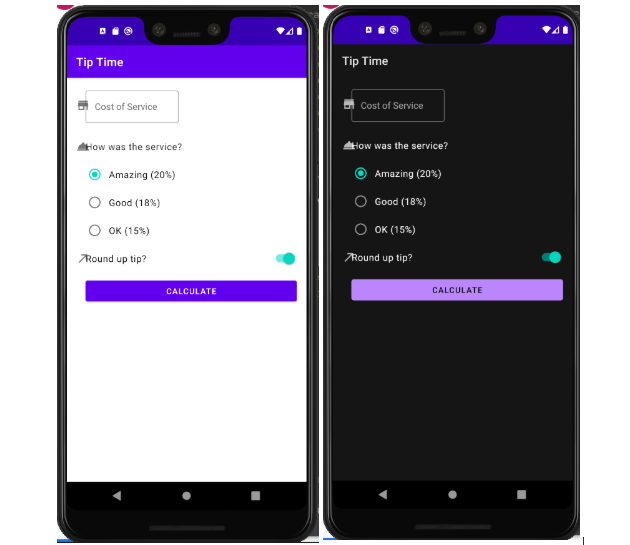 Tip Time
Cost of Service
How was the service?
Amazing (20%)
Good (18%)
OK (15%)
Round up tip?
CALCULATE
Tip Time
Cost of Service
How was the service?
Amazing (20%)
Good (18%)
OK (15%)
Round up tip?
CALCULATE